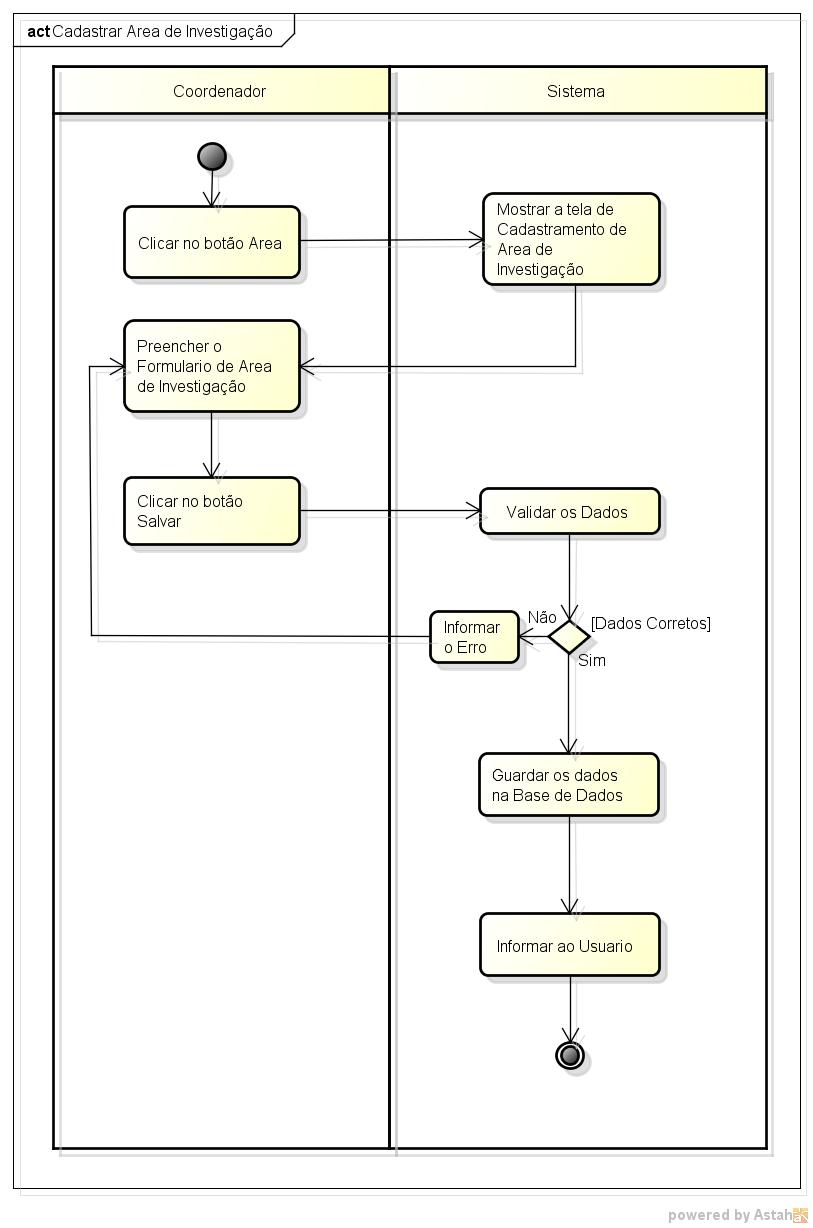 act Cadastrar Area de Investigação
Coordenador
Sistema
Clicar no botão Area
Mostrar a tela de
Cadastramento de
Area de
Investigação
Preencher o
Formulario de Area
de Investigação
Clicar no botão
Salvar
Validar os Dados
Não
[Dados Corretos]
Informar
o Erro
Sim
Guardar os dados
na Base de Dados
Informar ao Usuario
powered by Astah